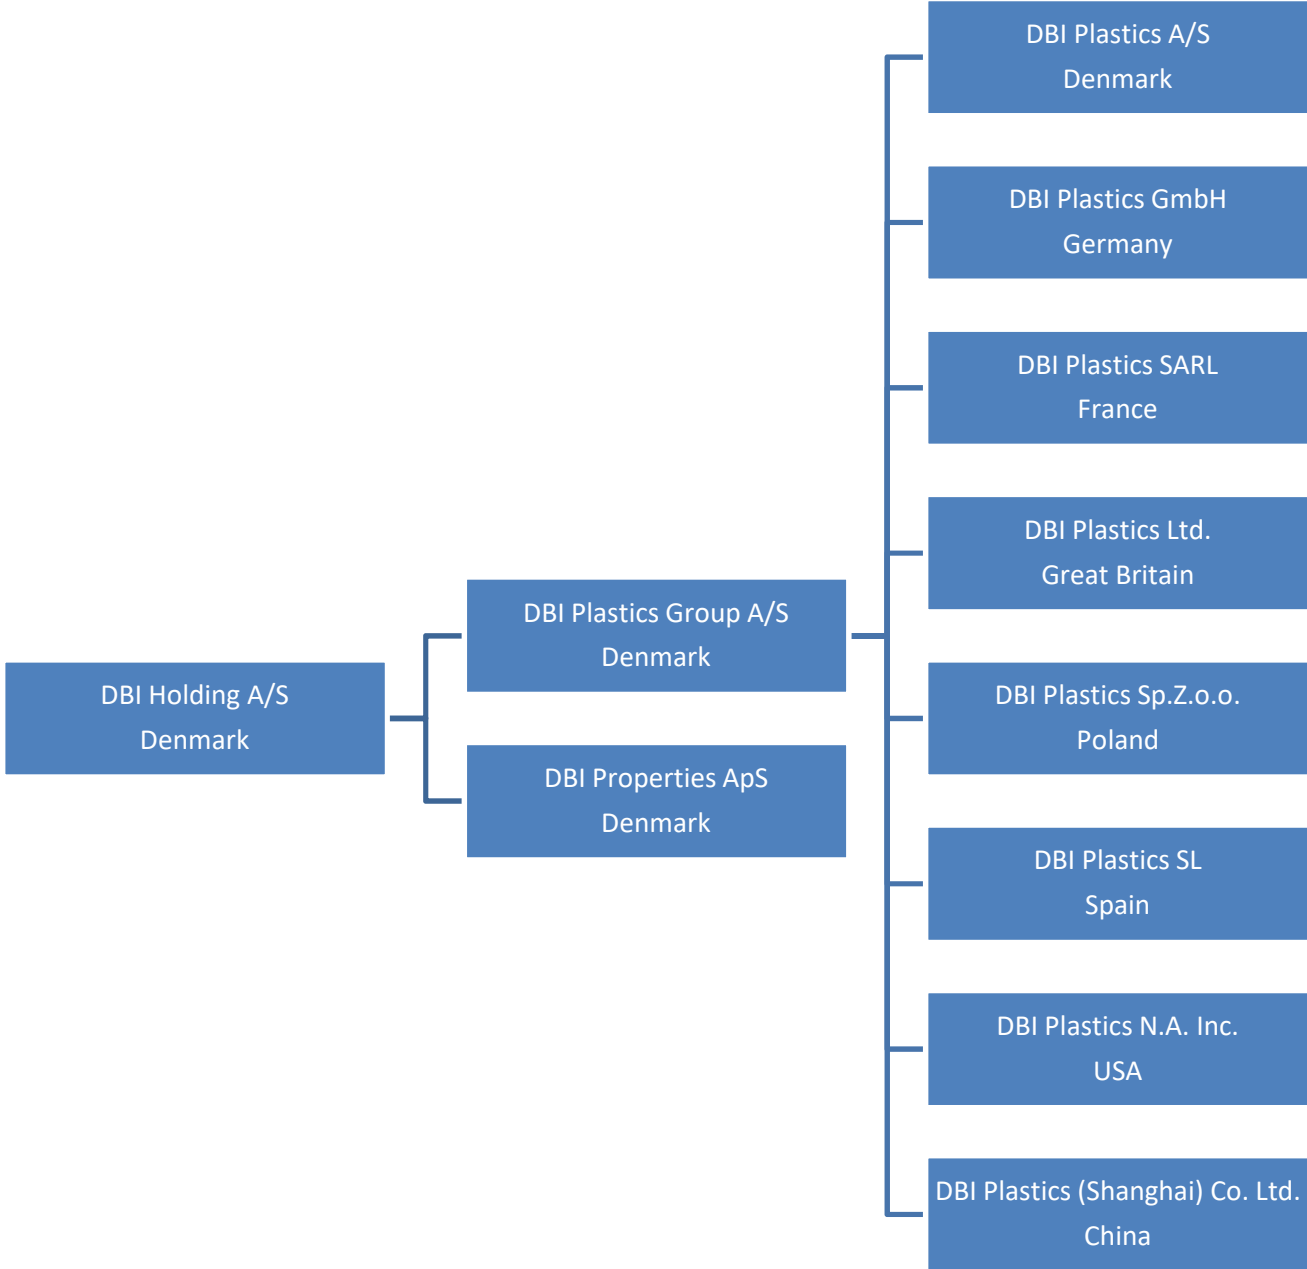 DBI Holding A/S
Denmark
DBI Plastics Group A/S
Denmark
DBI Properties ApS
Denmark
DBI Plastics A/S
Denmark
DBI Plastics GmbH
Germany
DBI Plastics SARL
France
DBI Plastics Ltd.
Great Britain
DBI Plastics Sp.Z.o.o.
Poland
DBI Plastics SL
Spain
DBI Plastics N.A. Inc.
USA
DBI Plastics (Shanghai) Co. Ltd.
China